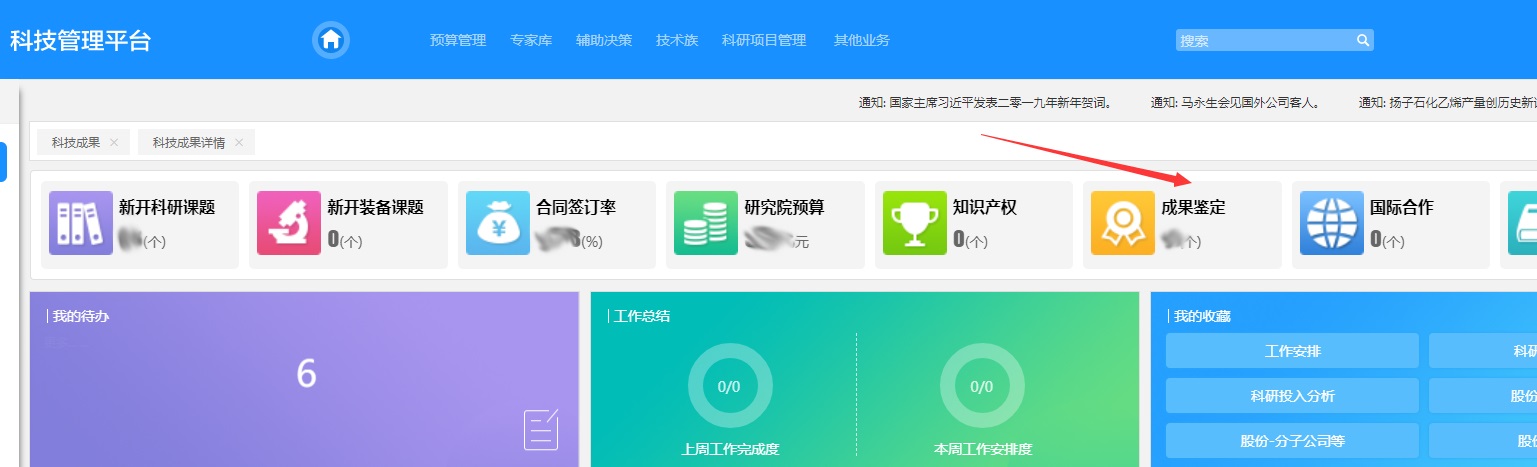 科技管理平台
预算管理 专家库 辅助决策 技术族 科研项目管理 其他业务
搜索
通知: 国家主席习近平发表二零一九年新年贺词。 通知: 马永生会见国外公司客人。 通知: 扬子石化乙烯产量创历史新
科技成果 × 科技成果详情 ×
新开科研课题 新开装备课题 合同签订率 研究院预算 知识产权 成果鉴定 国际合作
(个) 0(个) (%) 元 0(个) 个) 0(个)
我的待办 工作总结 我的收藏
6
工作安排 科研
0/0 0/0
科研投入分析 股份
上周工作完成度 本周工作安排度
股份-分子公司等 股份